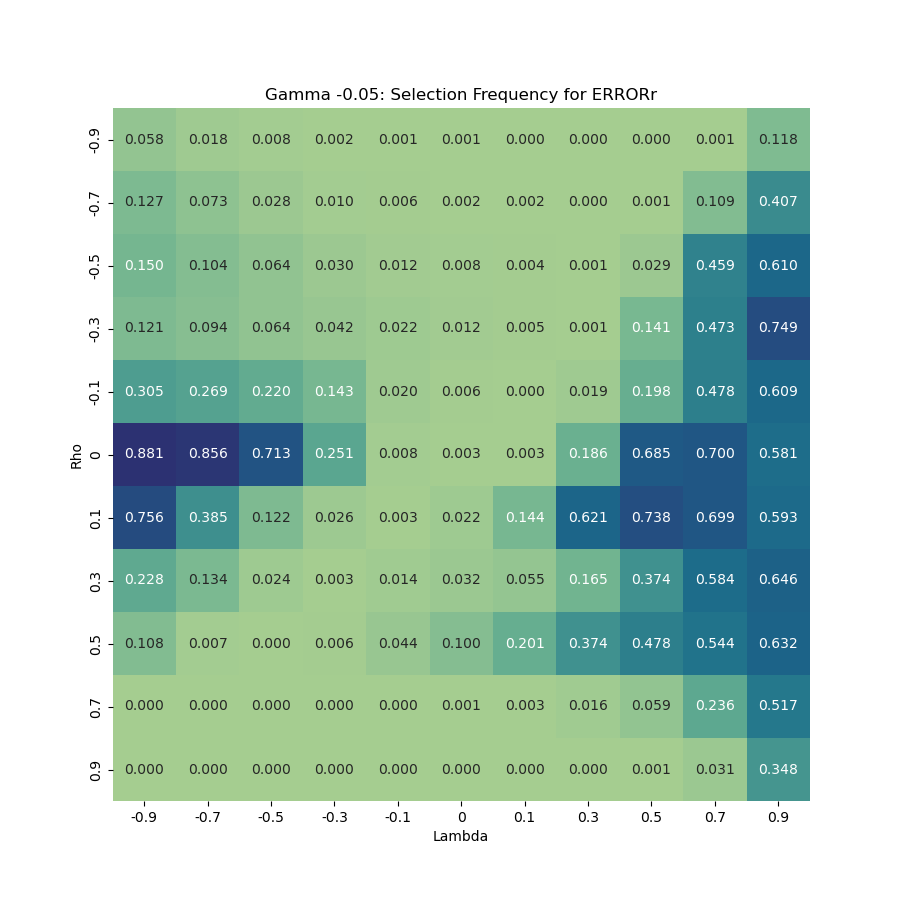 Gamma -0.05: Selection Frequency for ERRORr
-0.9 0.058 0.018 0.008 0.002 0.001 0.001 0.000 0.000 0.000 0.001 0.118
-0.7 0.127 0.073 0.028 0.010 0.006 0.002 0.002 0.000 0.001 0.109 0.407
-0.5 0.150 0.104 0.064 0.030 0.012 0.008 0.004 0.001 0.029 0.459 0.610
-0.3 0.121 0.094 0.064 0.042 0.022 0.012 0.005 0.001 0.141 0.473 0.749
-0.1 0.305 0.269 0.220 0.143 0.020 0.006 0.000 0.019 0.198 0.478 0.609
Rho
0 0.881 0.856 0.713 0.251 0.008 0.003 0.003 0.186 0.685 0.700 0.581
0.1 0.756 0.385 0.122 0.026 0.003 0.022 0.144 0.621 0.738 0.699 0.593
0.3 0.228 0.134 0.024 0.003 0.014 0.032 0.055 0.165 0.374 0.584 0.646
0.5 0.108 0.007 0.000 0.006 0.044 0.100 0.201 0.374 0.478 0.544 0.632
0.7 0.000 0.000 0.000 0.000 0.000 0.001 0.003 0.016 0.059 0.236 0.517
0.9 0.000 0.000 0.000 0.000 0.000 0.000 0.000 0.000 0.001 0.031 0.348
-0.9 -0.7 -0.5 -0.3 -0.1 0 0.1 0.3 0.5 0.7 0.9
Lambda